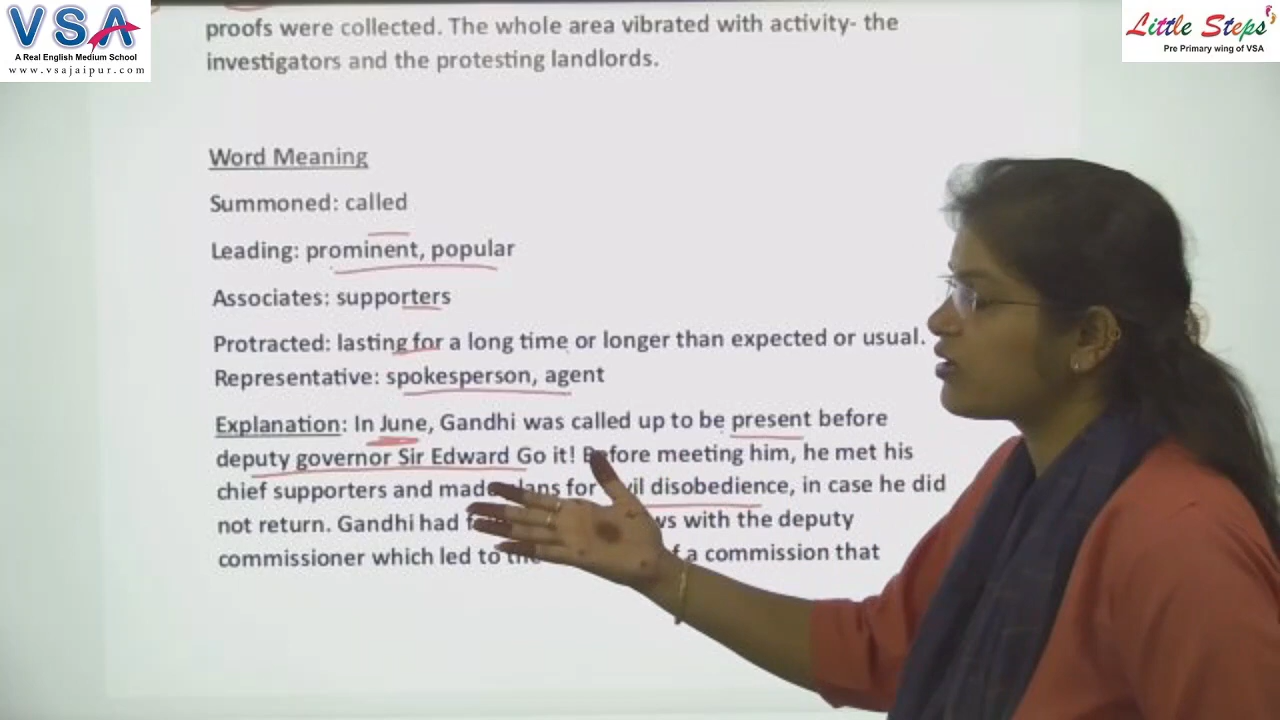 VSA
A Real English Medium School
www.vsajaipur.com
Little Steps
Pre Primary wing of VSA
proofs were collected. The whole area vibrated with activity- the
investigators and the protesting landlords.
Word Meaning
Summoned: called
Leading: prominent, popular
Associates: supporters
Protracted: lasting for a long time or longer than expected or usual.
Representative: spokesperson, agent
Explanation: In June, Gandhi was called up to be present before
deputy governor Sir Edward Go it! Before meeting him, he met his
chief supporters and made plans for civil disobedience, in case he did
not return. Gandhi had with the deputy
commissioner which led to the of a commission that